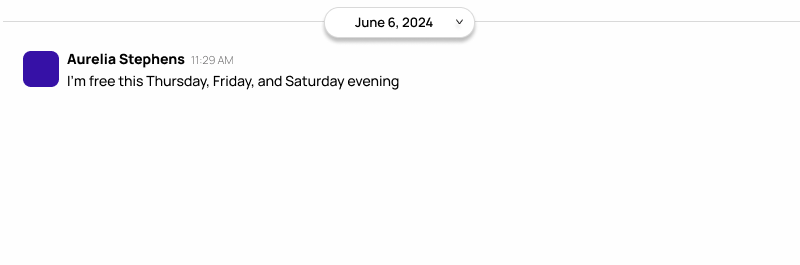 June 6, 2024
Aurelia Stephens 11:29 AM
I'm free this Thursday, Friday, and Saturday evening